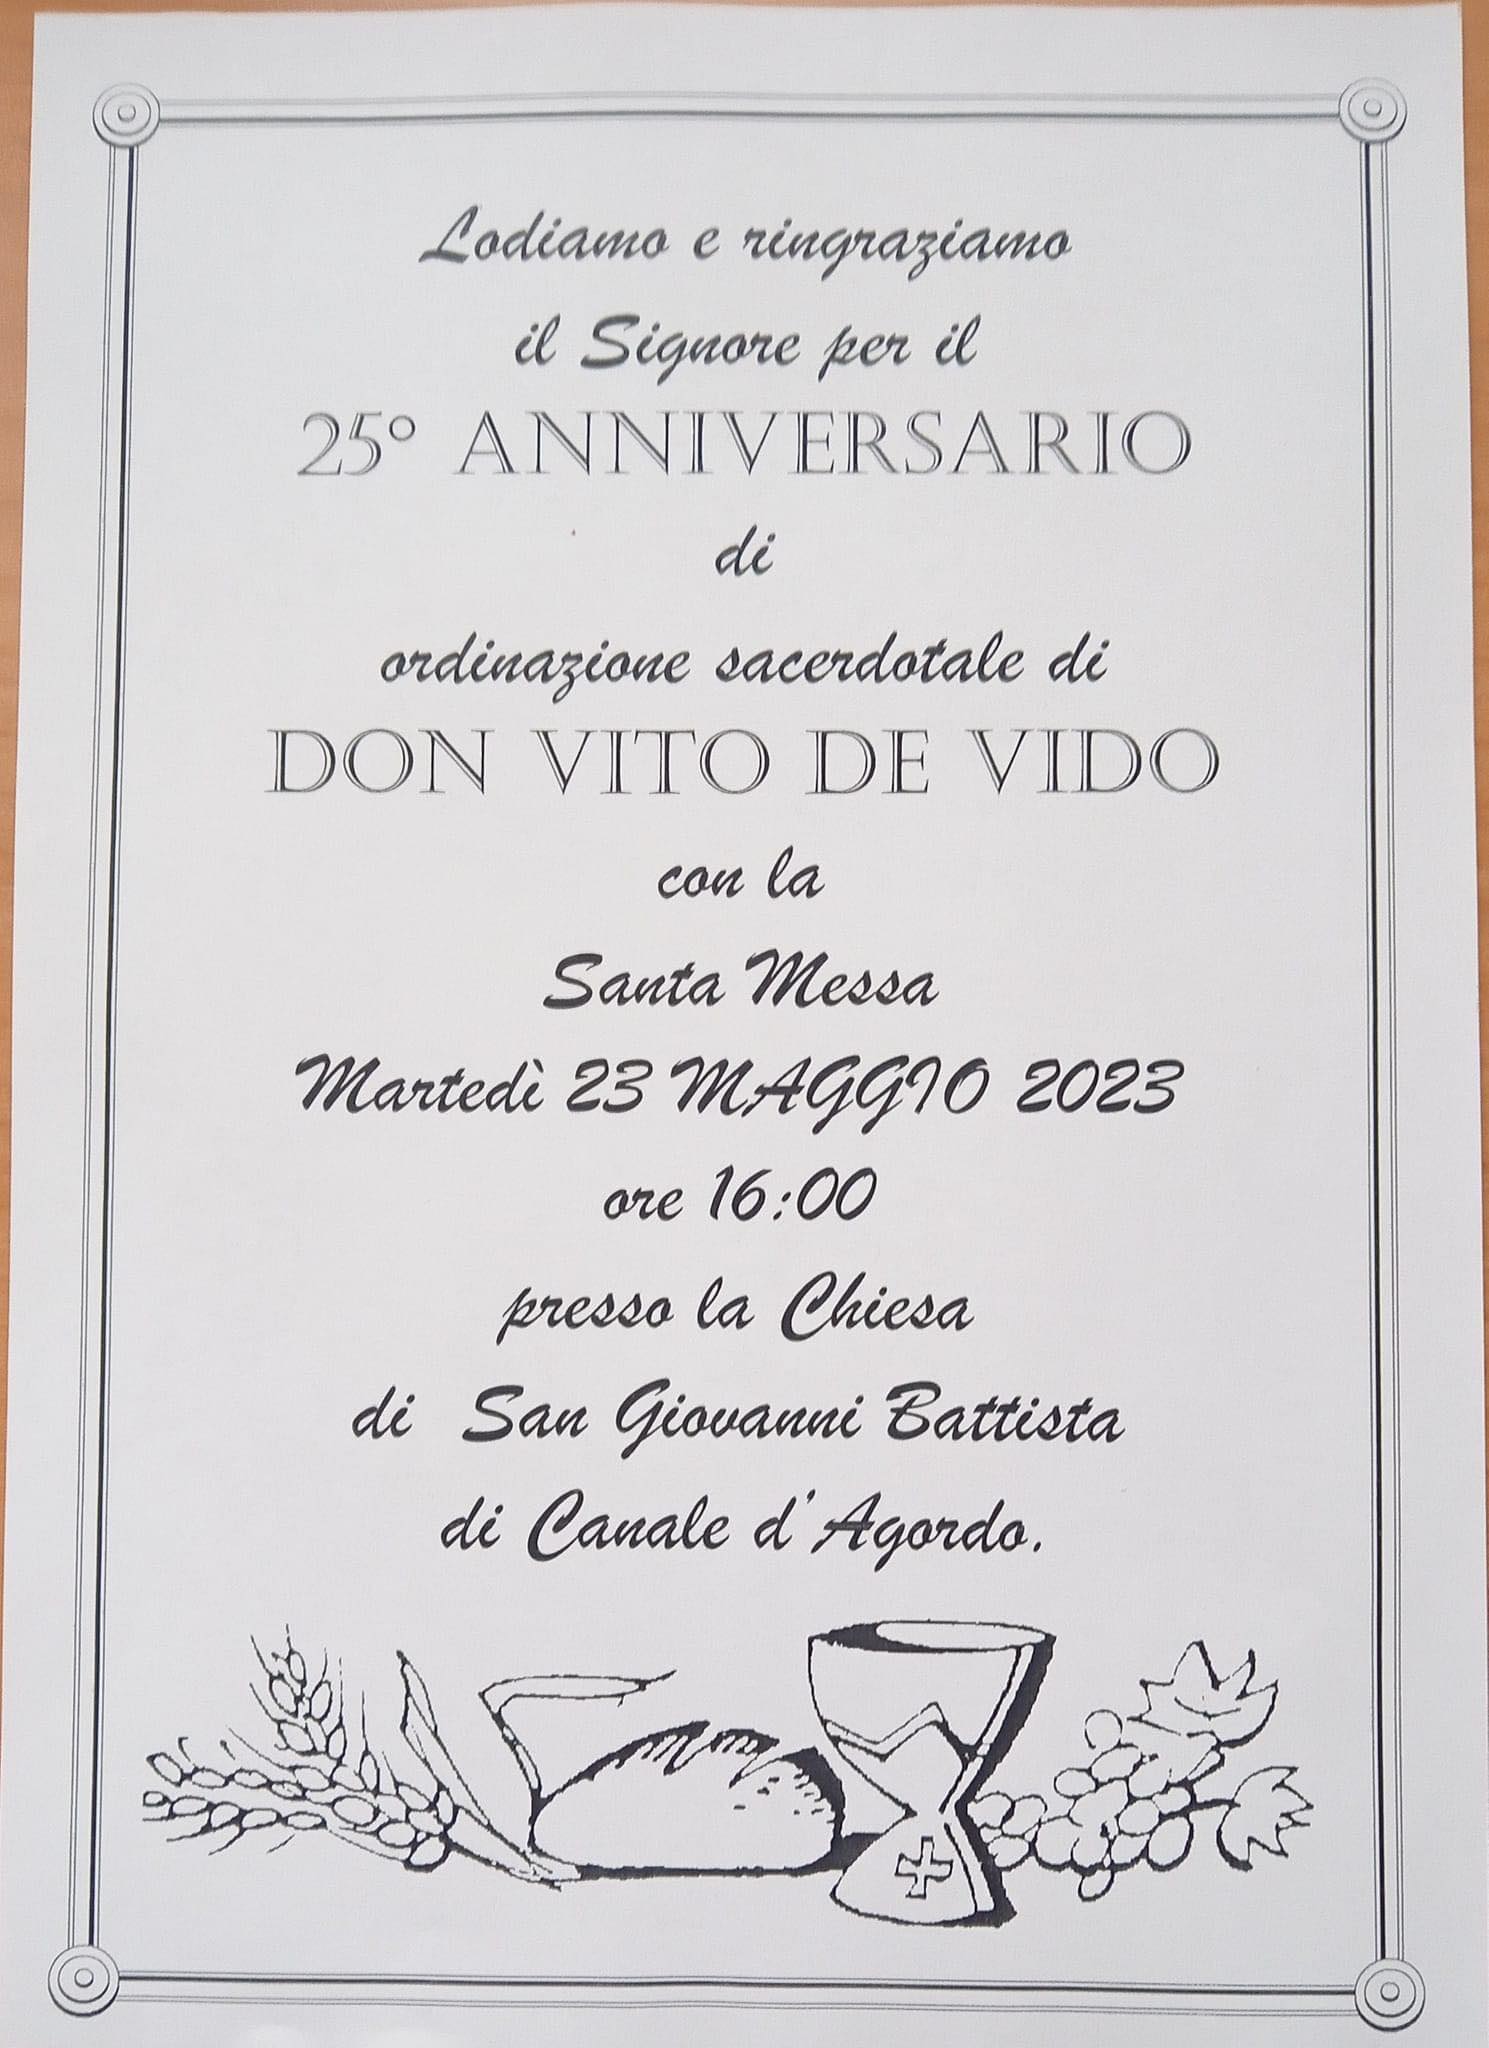 Lodiamo e ringraziamo
il Signore per il
25° ANNIVERSARIO
di
ordinazione sacerdotale di
DON VITO DE VIDO
con la
Santa Messa
Martedì 23 MAGGIO 2023
ore 16:00
presso la Chiesa
di San Giovanni Battista
di Canale d'Agordo.